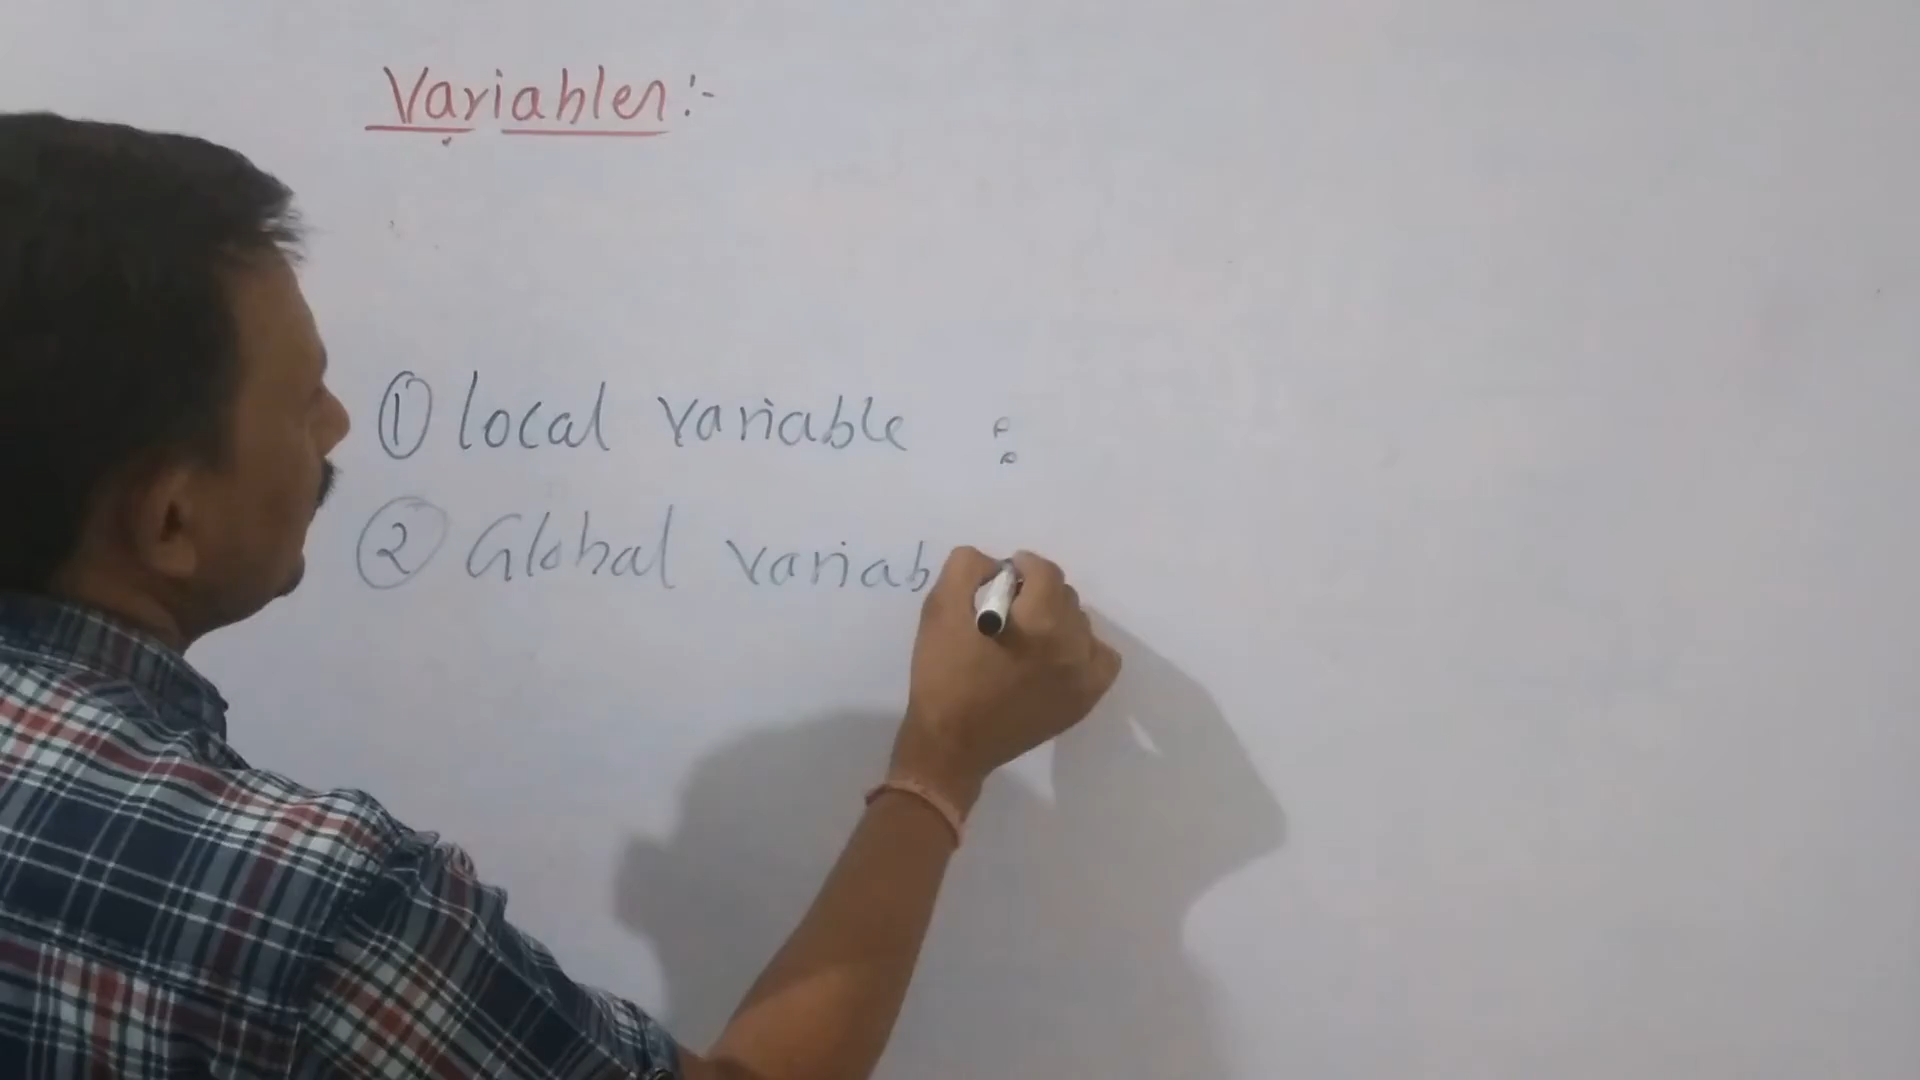 Variables :-
① local variable :
② Global variab